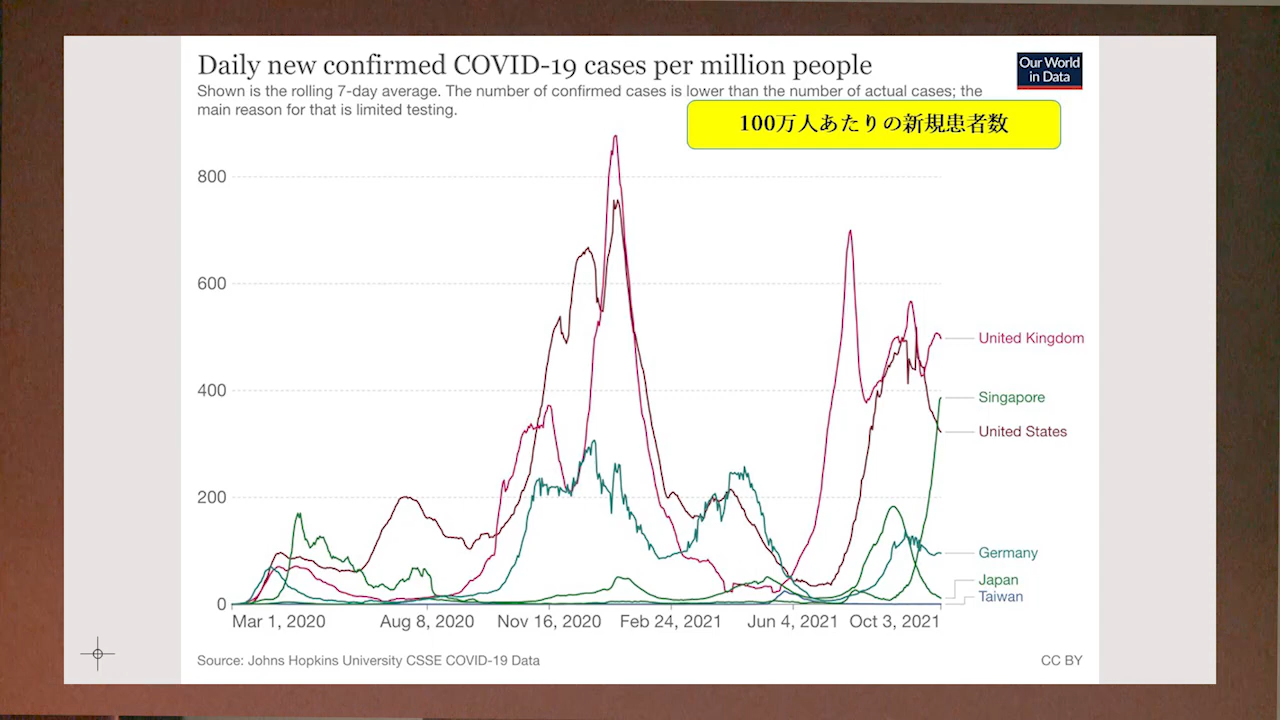 Daily new confirmed COVID-19 cases per million people
Our World
in Data
Shown is the rolling 7-day average. The number of confirmed cases is lower than the number of actual cases; the
main reason for that is limited testing.
100万人あたりの新規患者数
800
600
400
200
0
United Kingdom
Singapore
United States
Germany
Japan
Taiwan
Mar 1, 2020
Aug 8, 2020
Nov 16, 2020
Feb 24, 2021
Jun 4, 2021
Oct 3, 2021
Source: Johns Hopkins University CSSE COVID-19 Data
CC BY